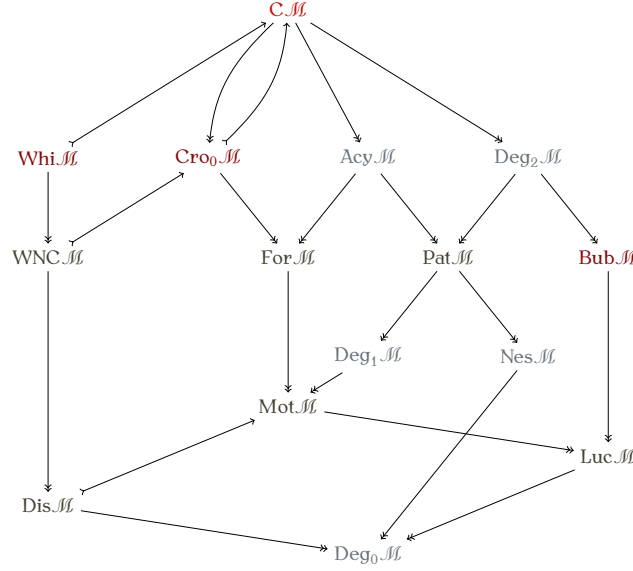 Cℳ
Whiℳ Cro₀ℳ Acyℳ Deg₂ℳ
WNCℳ Forℳ Patℳ Bubℳ
Deg₁ℳ Nesℳ
Motℳ
Lucℳ
Disℳ
Deg₀ℳ